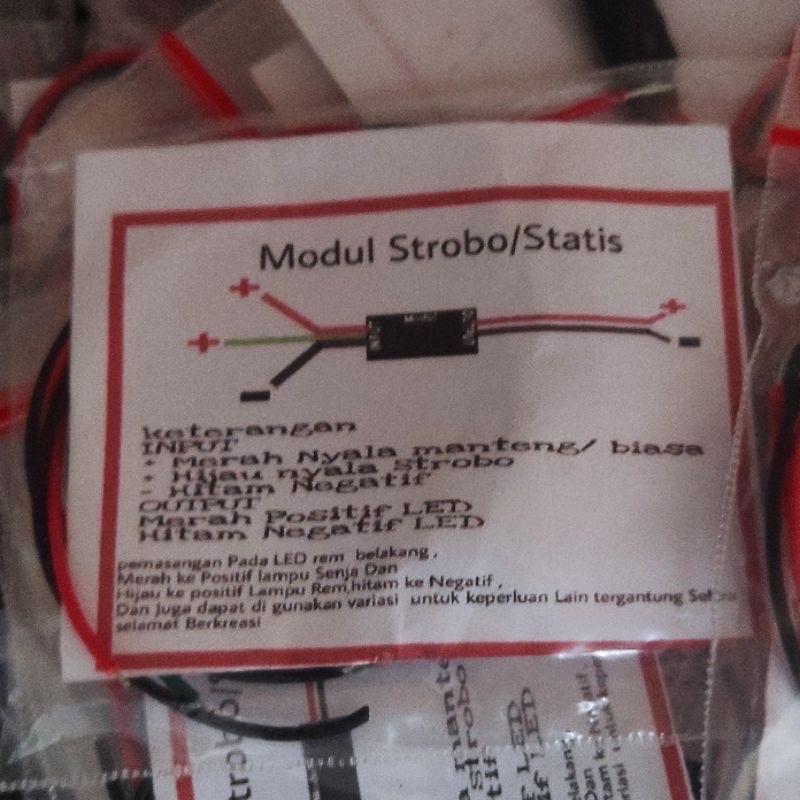 Modul Strobo/Statis
+
+
+
-
-
INPUT
Modul
keterangan
INPUT
+ Merah Nyala manteng/ biasa
+ Hijau nyala Strobo
- Hitam Negatif
OUTPUT
Merah Positif LED
Hitam Negatif LED
pemasangan Pada LED rem belakang,
Merah ke Positif lampu Senja Dan
Hijau ke positif Lampu Rem,hitam ke Negatif,
Dan Juga dapat di gunakan variasi untuk keperluan Lain tergantung
selamat Berkreasi